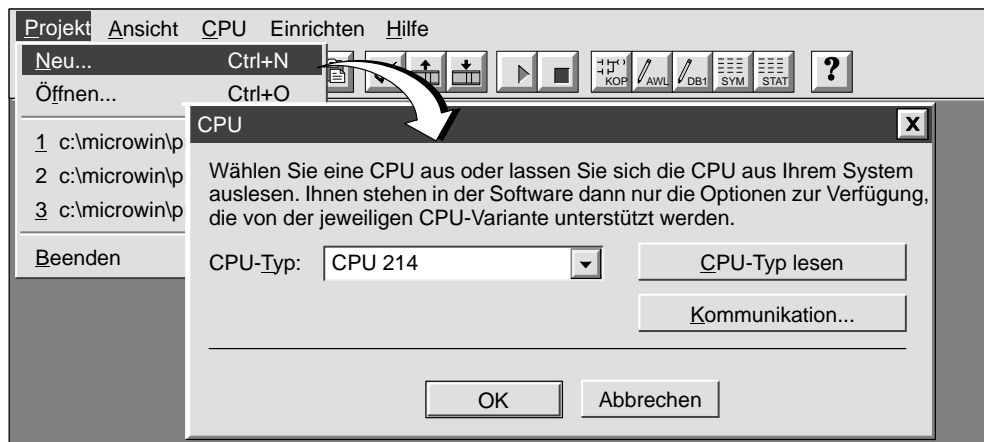 Projekt Ansicht CPU Einrichten Hilfe
Neu... Ctrl+N
Öffnen... Ctrl+O
1 c:\microwin\p
2 c:\microwin\p
3 c:\microwin\p
Beenden
KOP AWL DB1 SYM STAT ?
CPU X
Wählen Sie eine CPU aus oder lassen Sie sich die CPU aus Ihrem System
auslesen. Ihnen stehen in der Software dann nur die Optionen zur Verfügung,
die von der jeweiligen CPU-Variante unterstützt werden.
CPU-Typ: CPU 214 CPU-Typ lesen
Kommunikation...
OK Abbrechen